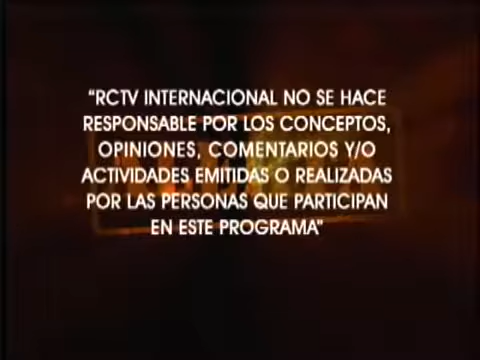 “RCTV INTERNACIONAL NO SE HACE
RESPONSABLE POR LOS CONCEPTOS,
OPINIONES, COMENTARIOS Y/O
ACTIVIDADES EMITIDAS O REALIZADAS
POR LAS PERSONAS QUE PARTICIPAN
EN ESTE PROGRAMA"